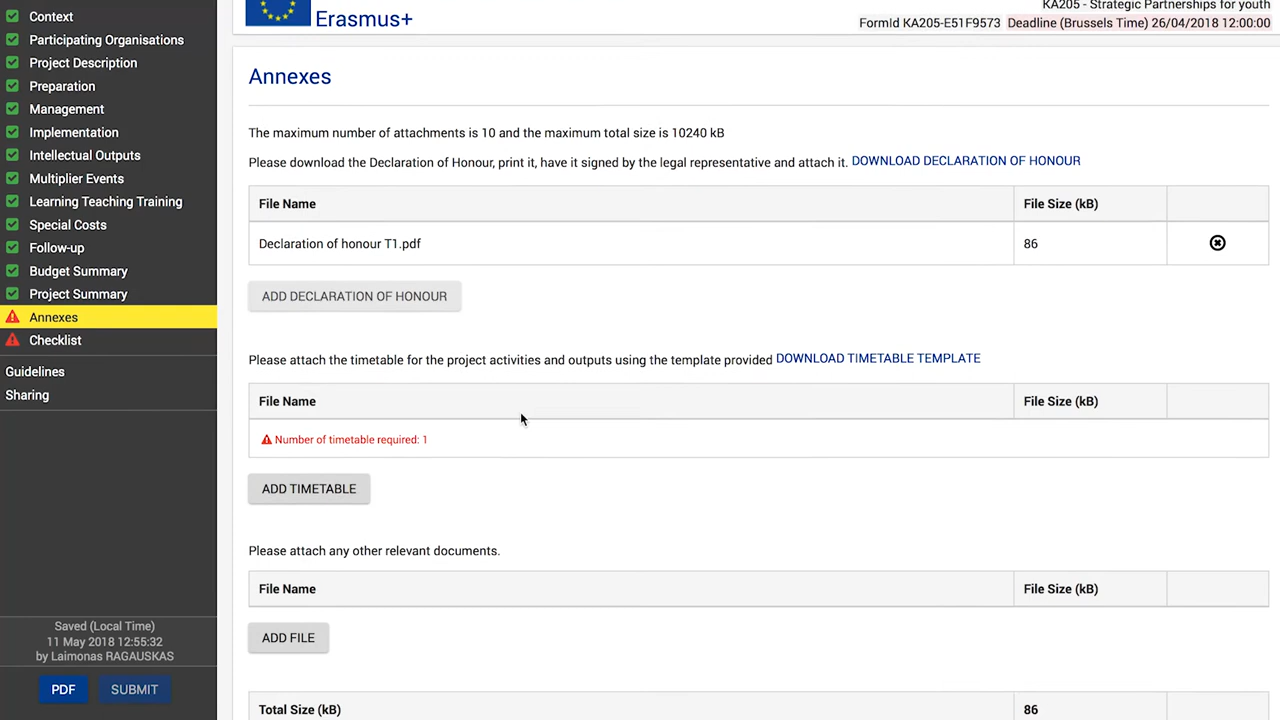 Context
Participating Organisations
Project Description
Preparation
Management
Implementation
Intellectual Outputs
Multiplier Events
Learning Teaching Training
Special Costs
Follow-up
Budget Summary
Project Summary
Annexes
Checklist
Guidelines
Sharing
Saved (Local Time)
11 May 2018 12:55:32
by Laimonas RAGAUSKAS
PDF SUBMIT
Erasmus+
KA205 - Strategic Partnerships for youth
FormId KA205-E51F9573 Deadline (Brussels Time) 26/04/2018 12:00:00
Annexes
The maximum number of attachments is 10 and the maximum total size is 10240 kB
Please download the Declaration of Honour, print it, have it signed by the legal representative and attach it. DOWNLOAD DECLARATION OF HONOUR
File Name File Size (kB)
Declaration of honour T1.pdf 86
ADD DECLARATION OF HONOUR
Please attach the timetable for the project activities and outputs using the template provided DOWNLOAD TIMETABLE TEMPLATE
File Name File Size (kB)
Number of timetable required: 1
ADD TIMETABLE
Please attach any other relevant documents.
File Name File Size (kB)
ADD FILE
Total Size (kB) 86